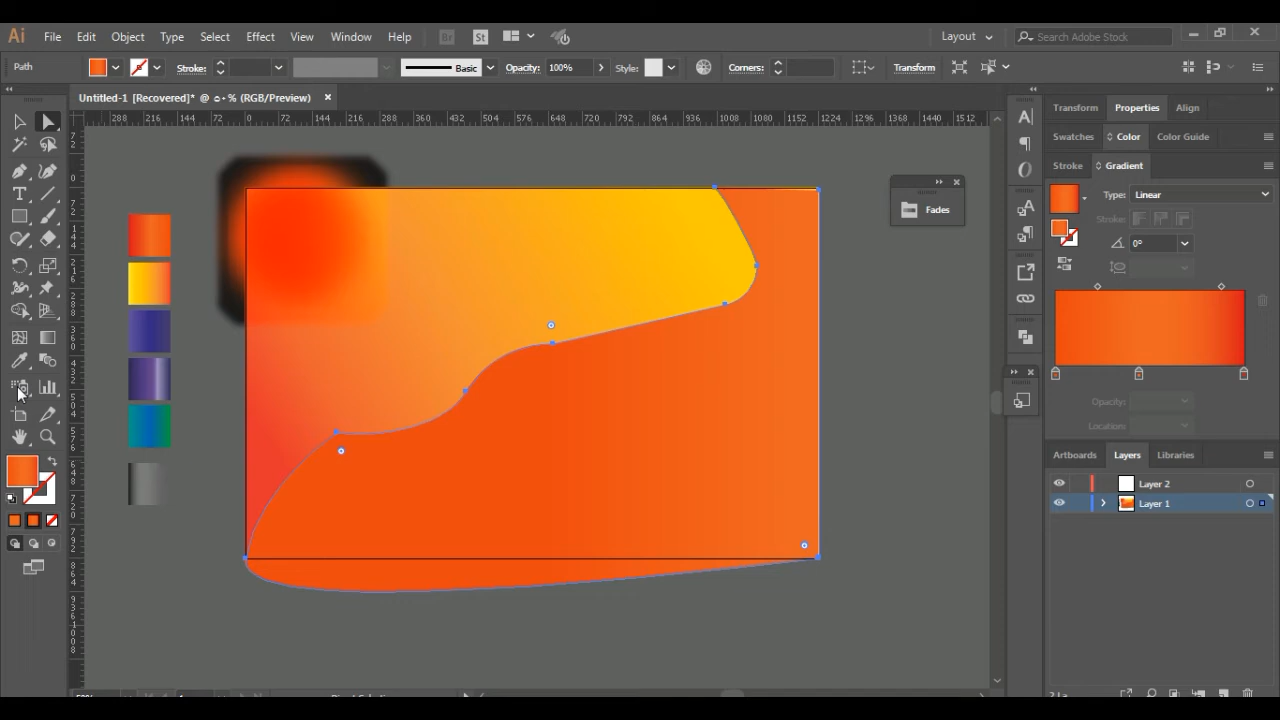 Ai File Edit Object Type Select Effect View Window Help Br St Layout Search Adobe Stock
Path Stroke: Basic Opacity: 100% Style: Corners: Transform
Untitled-1 [Recovered]* @ % (RGB/Preview) ×
288 216 144 72 0 72 144 216 288 360 432 504 576 648 720 792 864 936 1008 1080 1152 1224 1296 1368 1440 1512
Transform Properties Align
Swatches Color Color Guide
Stroke Gradient
Type: Linear
Stroke:
0°
Fades
Opacity:
Locations:
Artboards Layers Libraries
Layer 2
Layer 1